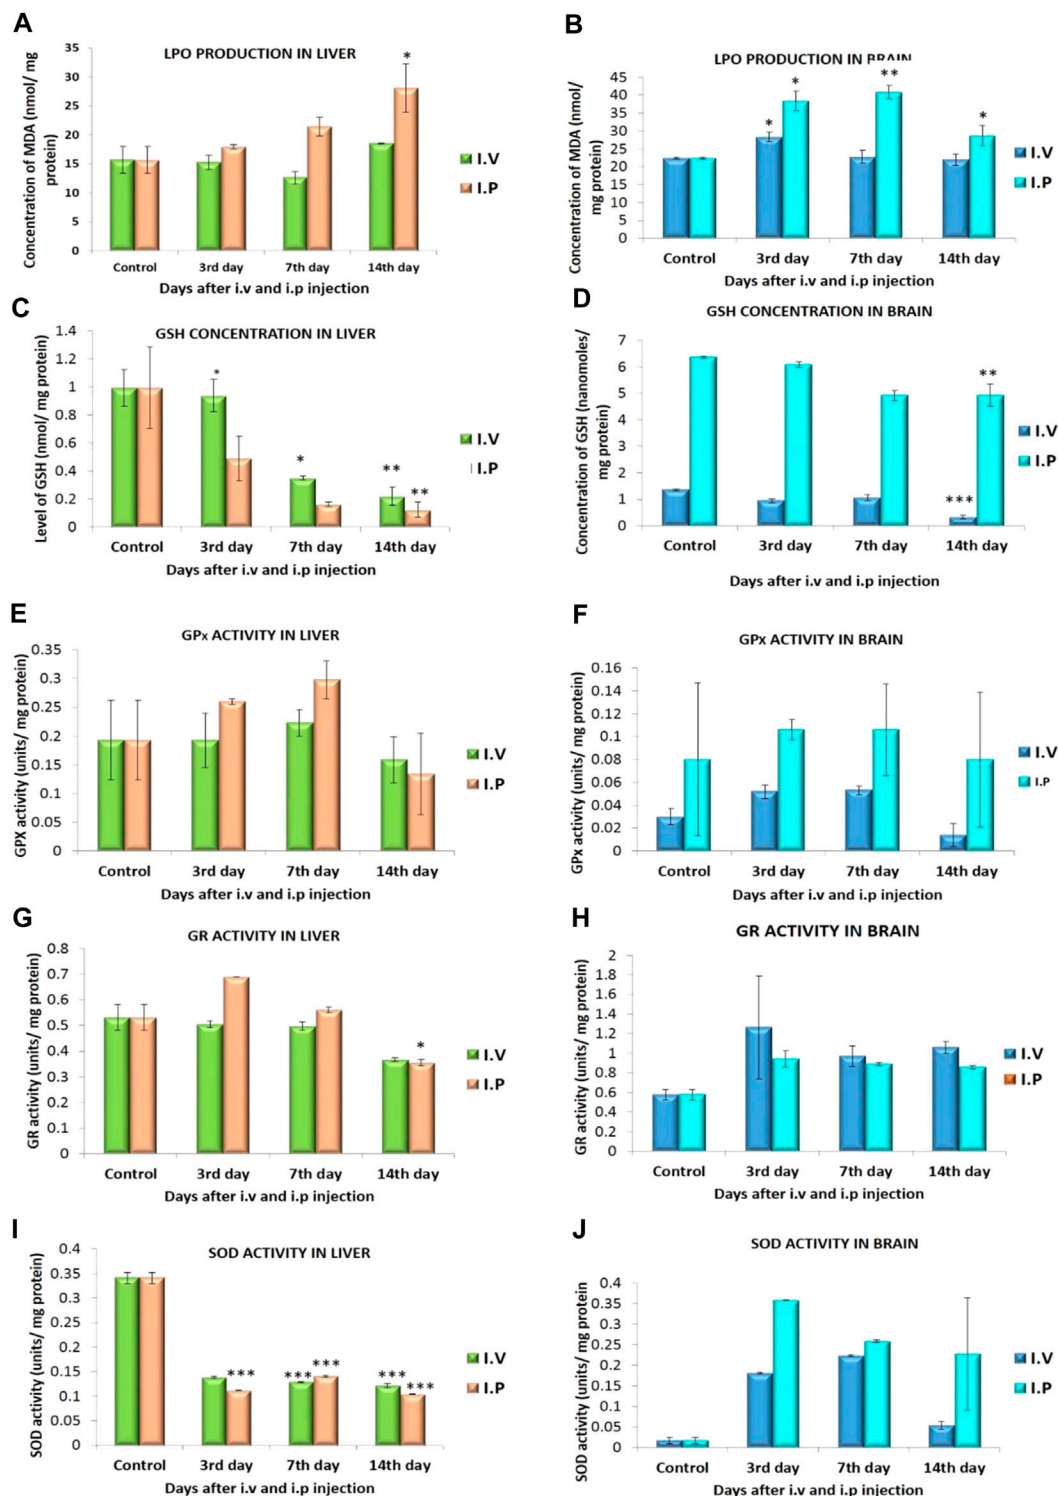 A
LPO PRODUCTION IN LIVER
Concentration of MDA (nmol/ mg protein)
35
30
25
20
15
10
5
0
*
Control 3rd day 7th day 14th day
Days after i.v and i.p injection
I.V
I.P
B
LPO PRODUCTION IN BRAIN
Concentration of MDA (nmol/ mg protein)
45
40
35
30
25
20
15
10
5
0
* * ** *
Control 3rd day 7th day 14th day
Days after i.v and i.p injection
I.V
I.P
C
GSH CONCENTRATION IN LIVER
Level of GSH (nmol/ mg protein)
1.4
1.2
1
0.8
0.6
0.4
0.2
0
* * ** **
Control 3rd day 7th day 14th day
Days after i.v and i.p injection
I.V
I.P
D
GSH CONCENTRATION IN BRAIN
Concentration of GSH (nanomoles/ mg protein)
7
6
5
4
3
2
1
0
*** **
Control 3rd day 7th day 14th day
Days after i.v and i.p injection
I.V
I.P
E
GPx ACTIVITY IN LIVER
GPX activity (units/ mg protein)
0.35
0.3
0.25
0.2
0.15
0.1
0.05
0
Control 3rd day 7th day 14th day
Days after i.v and i.p injection
I.V
I.P
F
GPx ACTIVITY IN BRAIN
GPx activity (units/ mg protein)
0.16
0.14
0.12
0.1
0.08
0.06
0.04
0.02
0
Control 3rd day 7th day 14th day
Days after i.v and i.p injection
I.V
I.P
G
GR ACTIVITY IN LIVER
GR activity (units/ mg protein)
0.8
0.7
0.6
0.5
0.4
0.3
0.2
0.1
0
*
Control 3rd day 7th day 14th day
Days after i.v and i.p injection
I.V
I.P
H
GR ACTIVITY IN BRAIN
GR activity (units/ mg protein)
2
1.8
1.6
1.4
1.2
1
0.8
0.6
0.4
0.2
0
Control 3rd day 7th day 14th day
Days after i.v and i.p injection
I.V
I.P
I
SOD ACTIVITY IN LIVER
SOD activity (units/ mg protein)
0.4
0.35
0.3
0.25
0.2
0.15
0.1
0.05
0
*** *** *** *** ***
Control 3rd day 7th day 14th day
Days after i.v and i.p injection
I.V
I.P
J
SOD ACTIVITY IN BRAIN
SOD activity (units/ mg protein
0.4
0.35
0.3
0.25
0.2
0.15
0.1
0.05
0
Control 3rd day 7th day 14th day
Days after i.v and i.p injection
I.V
I.P